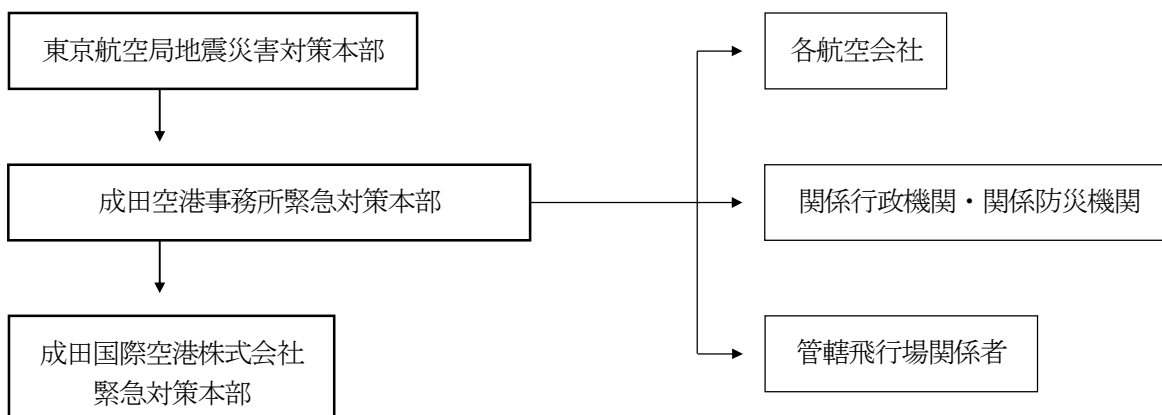 東京航空局地震災害対策本部
各航空会社
成田空港事務所緊急対策本部
関係行政機関・関係防災機関
成田国際空港株式会社
緊急対策本部
管轄飛行場関係者